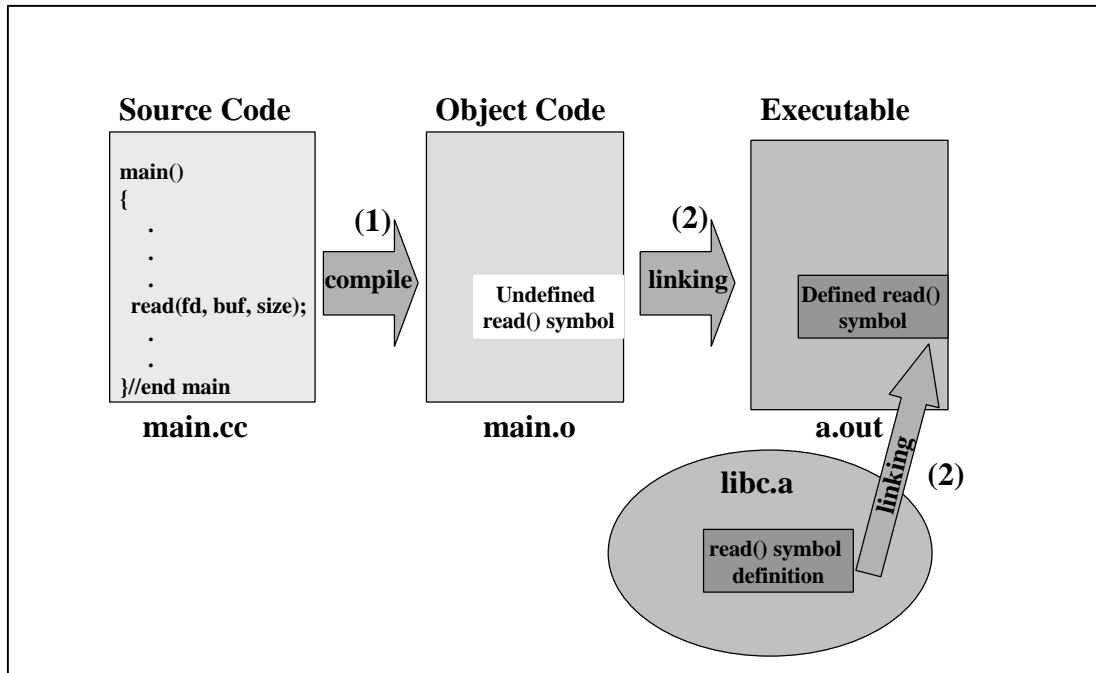 Source Code
main()
{
.
.
.
read(fd, buf, size);
.
.
}//end main
main.cc
(1)
compile
Object Code
Undefined
read() symbol
main.o
(2)
linking
Executable
Defined read()
symbol
a.out
linking
(2)
libc.a
read() symbol
definition